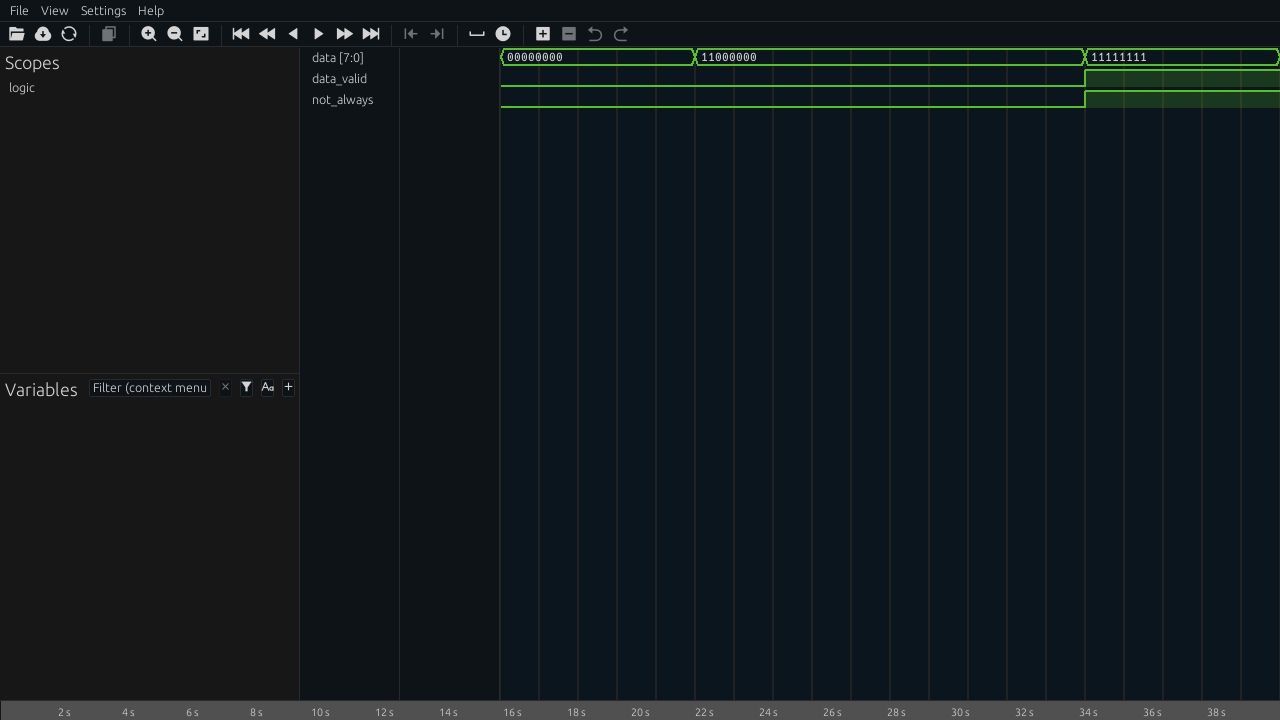 File View Settings Help
Scopes
logic
data [7:0] 00000000 11000000 11111111
data_valid
not_always
Variables Filter (context menu × Aa +
2 s 4 s 6 s 8 s 10 s 12 s 14 s 16 s 18 s 20 s 22 s 24 s 26 s 28 s 30 s 32 s 34 s 36 s 38 s